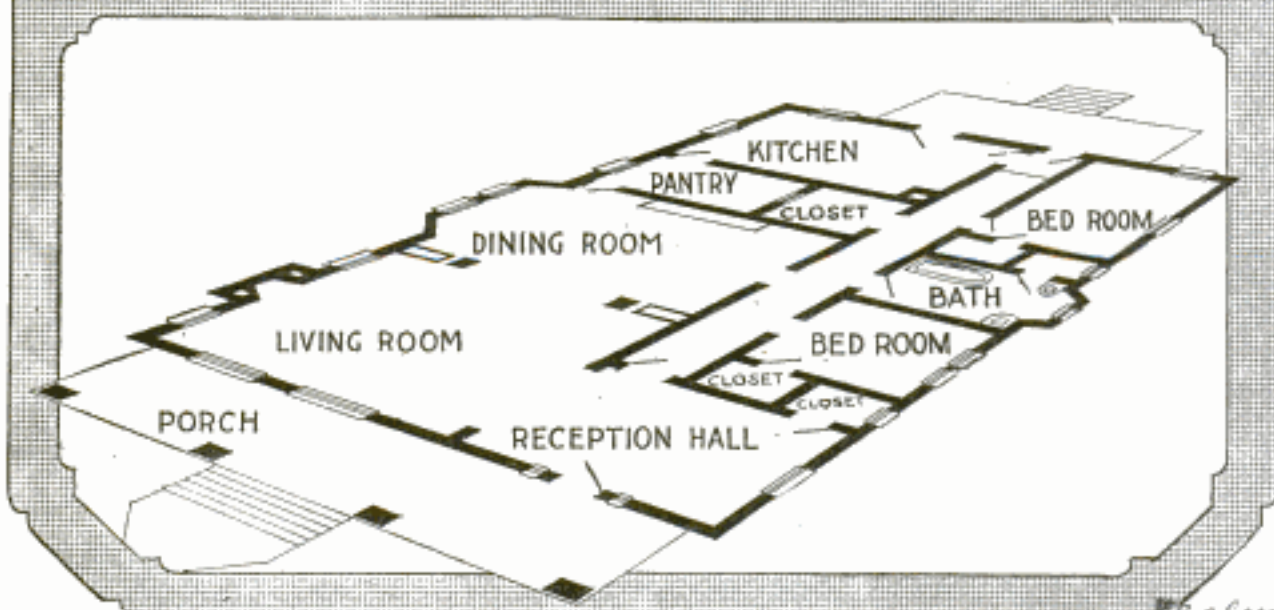 KITCHEN
PANTRY
CLOSET
BED ROOM
DINING ROOM
BATH
LIVING ROOM
BED ROOM
CLOSET
CLOSET
PORCH
RECEPTION HALL